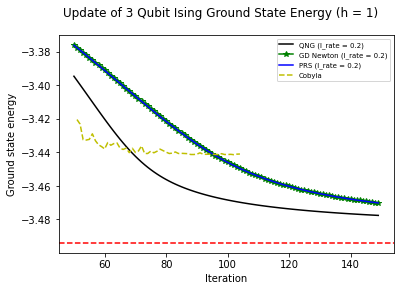 Update of 3 Qubit Ising Ground State Energy (h = 1)
QNG (l_rate = 0.2)
GD Newton (l_rate = 0.2)
PRS (l_rate = 0.2)
Cobyla
Ground state energy
−3.38
−3.40
−3.42
−3.44
−3.46
−3.48
60
80
100
120
140
Iteration